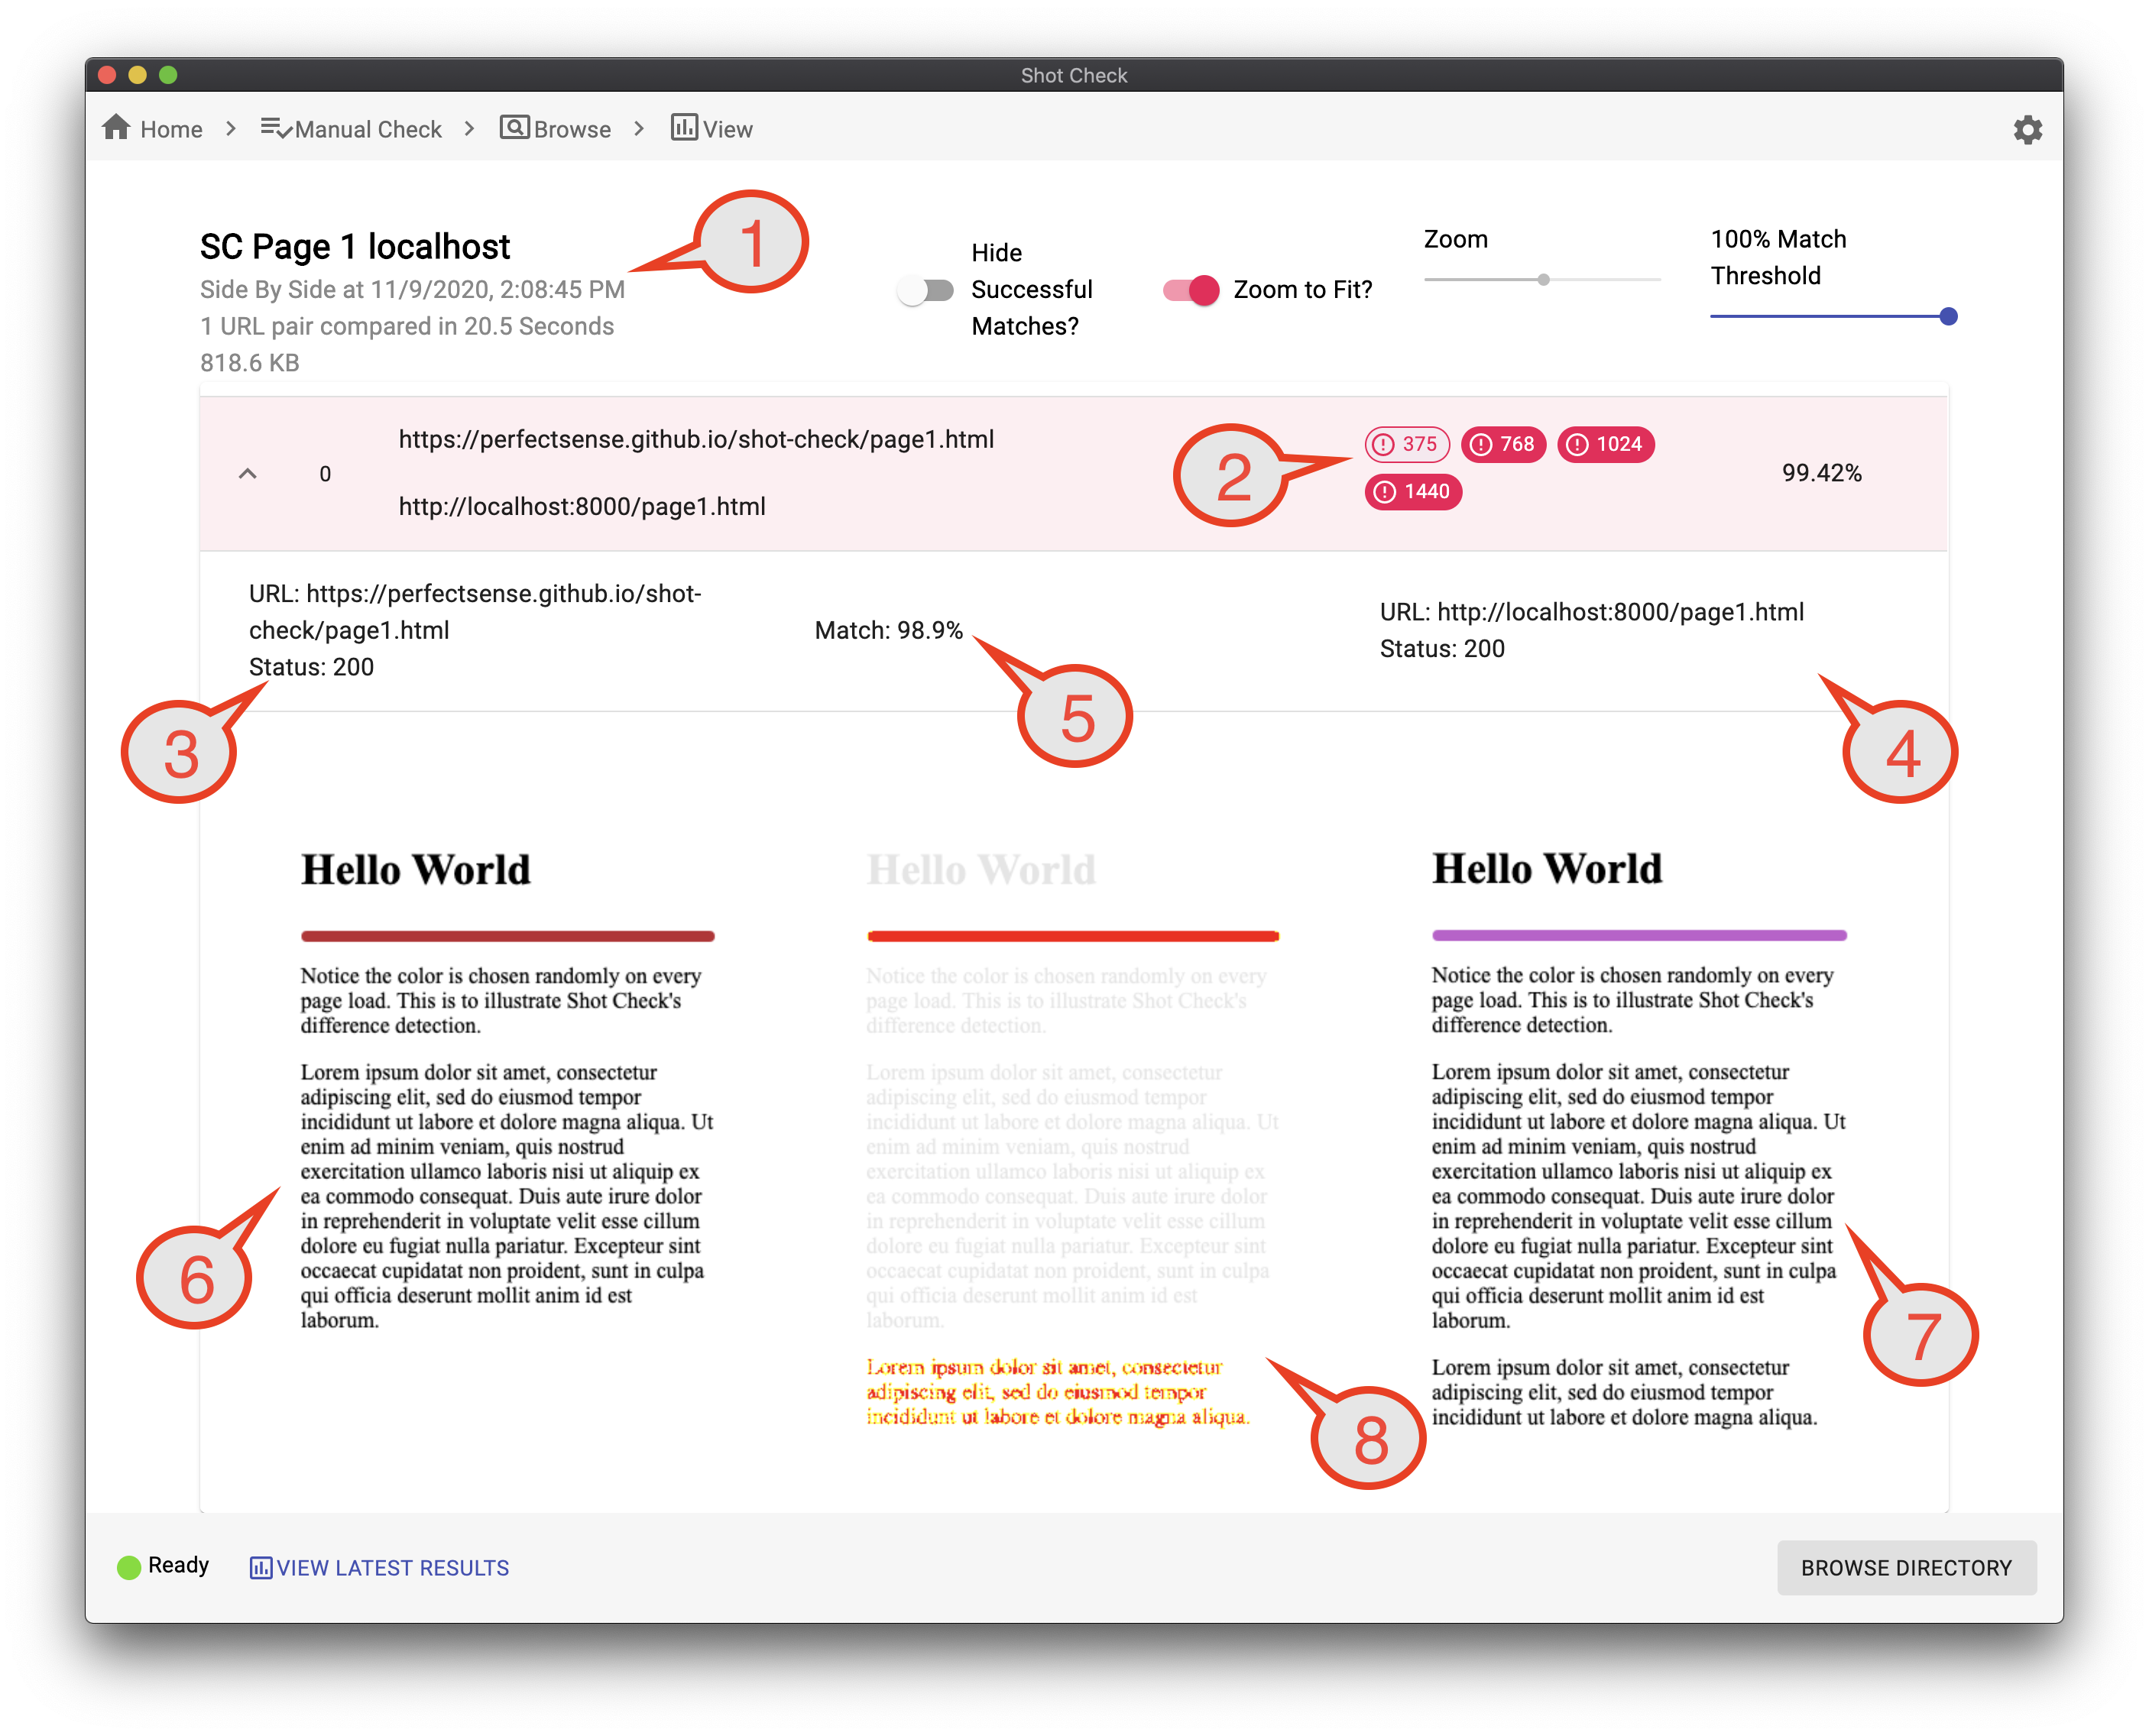 Shot Check
Home > Manual Check > Browse > View
SC Page 1 localhost
Side By Side at 11/9/2020, 2:08:45 PM
1 URL pair compared in 20.5 Seconds
818.6 KB
1
Hide
Successful
Matches?
Zoom to Fit?
Zoom
100% Match
Threshold
0
https://perfectsense.github.io/shot-check/page1.html
http://localhost:8000/page1.html
2
375 768 1024
1440
99.42%
URL: https://perfectsense.github.io/shot-
check/page1.html
Status: 200
3
Match: 98.9%
5
URL: http://localhost:8000/page1.html
Status: 200
4
Hello World
Notice the color is chosen randomly on every
page load. This is to illustrate Shot Check's
difference detection.
Lorem ipsum dolor sit amet, consectetur
adipiscing elit, sed do eiusmod tempor
incididunt ut labore et dolore magna aliqua. Ut
enim ad minim veniam, quis nostrud
exercitation ullamco laboris nisi ut aliquip ex
ea commodo consequat. Duis aute irure dolor
in reprehenderit in voluptate velit esse cillum
dolore eu fugiat nulla pariatur. Excepteur sint
occaecat cupidatat non proident, sunt in culpa
qui officia deserunt mollit anim id est
laborum.
6
Hello World
Notice the color is chosen randomly on every
page load. This is to illustrate Shot Check's
difference detection.
Lorem ipsum dolor sit amet, consectetur
adipiscing elit, sed do eiusmod tempor
incididunt ut labore et dolore magna aliqua. Ut
enim ad minim veniam, quis nostrud
exercitation ullamco laboris nisi ut aliquip ex
ea commodo consequat. Duis aute irure dolor
in reprehenderit in voluptate velit esse cillum
dolore eu fugiat nulla pariatur. Excepteur sint
occaecat cupidatat non proident, sunt in culpa
qui officia deserunt mollit anim id est
laborum.
Lorem ipsum dolor sit amet, consectetur
adipiscing elit, sed do eiusmod tempor
incididunt ut labore et dolore magna aliqua.
8
Hello World
Notice the color is chosen randomly on every
page load. This is to illustrate Shot Check's
difference detection.
Lorem ipsum dolor sit amet, consectetur
adipiscing elit, sed do eiusmod tempor
incididunt ut labore et dolore magna aliqua. Ut
enim ad minim veniam, quis nostrud
exercitation ullamco laboris nisi ut aliquip ex
ea commodo consequat. Duis aute irure dolor
in reprehenderit in voluptate velit esse cillum
dolore eu fugiat nulla pariatur. Excepteur sint
occaecat cupidatat non proident, sunt in culpa
qui officia deserunt mollit anim id est
laborum.
Lorem ipsum dolor sit amet, consectetur
adipiscing elit, sed do eiusmod tempor
incididunt ut labore et dolore magna aliqua.
7
Ready
VIEW LATEST RESULTS
BROWSE DIRECTORY